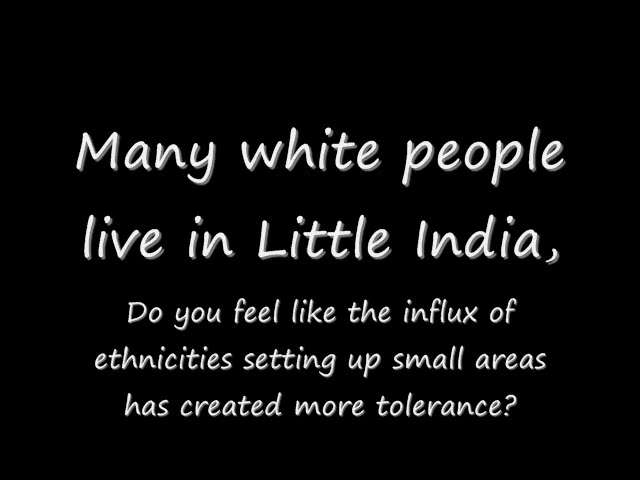 Many white people
live in Little India,
Do you feel like the influx of
ethnicities setting up small areas
has created more tolerance?